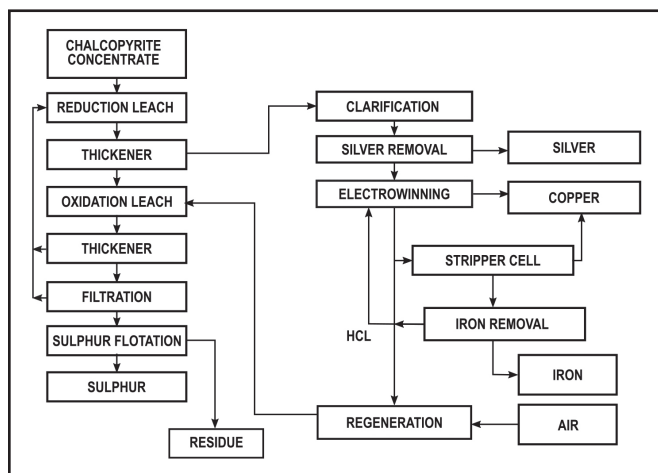 CHALCOPYRITE
CONCENTRATE
REDUCTION LEACH
THICKENER
OXIDATION LEACH
THICKENER
FILTRATION
SULPHUR FLOTATION
SULPHUR
RESIDUE
CLARIFICATION
SILVER REMOVAL
SILVER
ELECTROWINNING
COPPER
STRIPPER CELL
IRON REMOVAL
HCL
IRON
REGENERATION
AIR